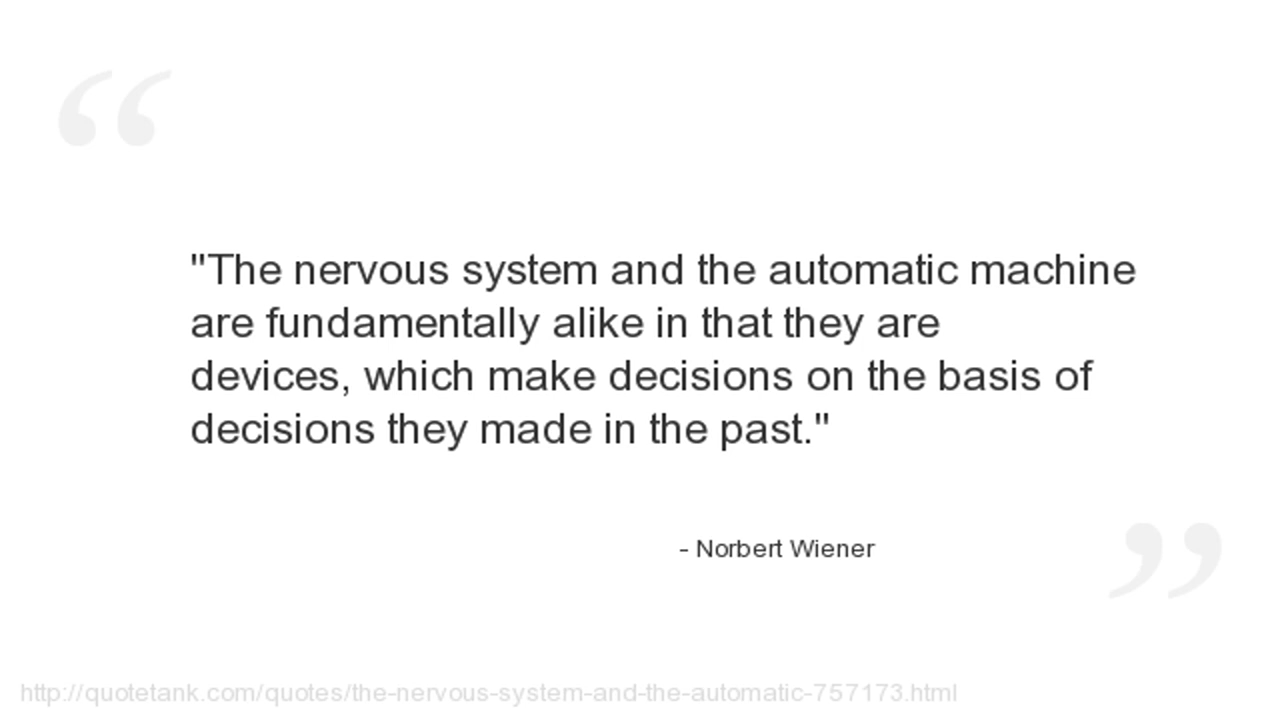 "The nervous system and the automatic machine
are fundamentally alike in that they are
devices, which make decisions on the basis of
decisions they made in the past."
- Norbert Wiener
http://quotetank.com/quotes/the-nervous-system-and-the-automatic-757173.html